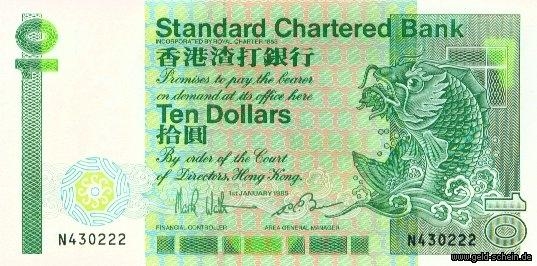 Standard Chartered Bank
INCORPORATED BY ROYAL CHARTER 1853
香港渣打銀行
Promises to pay the bearer
on demand at its office here
Ten Dollars
拾圓
By order of the Court
of Directors, Hong Kong.
1st JANUARY 1985
FINANCIAL CONTROLLER
AREA GENERAL MANAGER
N430222
N430222
10
10
www.geld-schein.de